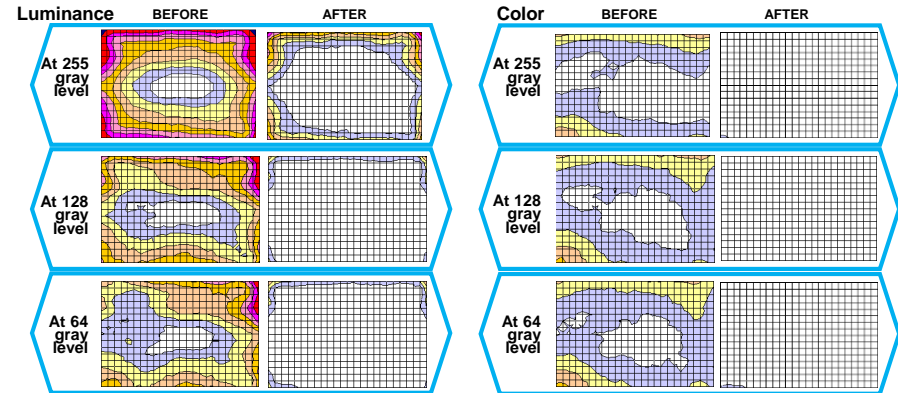 Luminance BEFORE AFTER
At 255
gray
level
At 128
gray
level
At 64
gray
level
Color BEFORE AFTER
At 255
gray
level
At 128
gray
level
At 64
gray
level